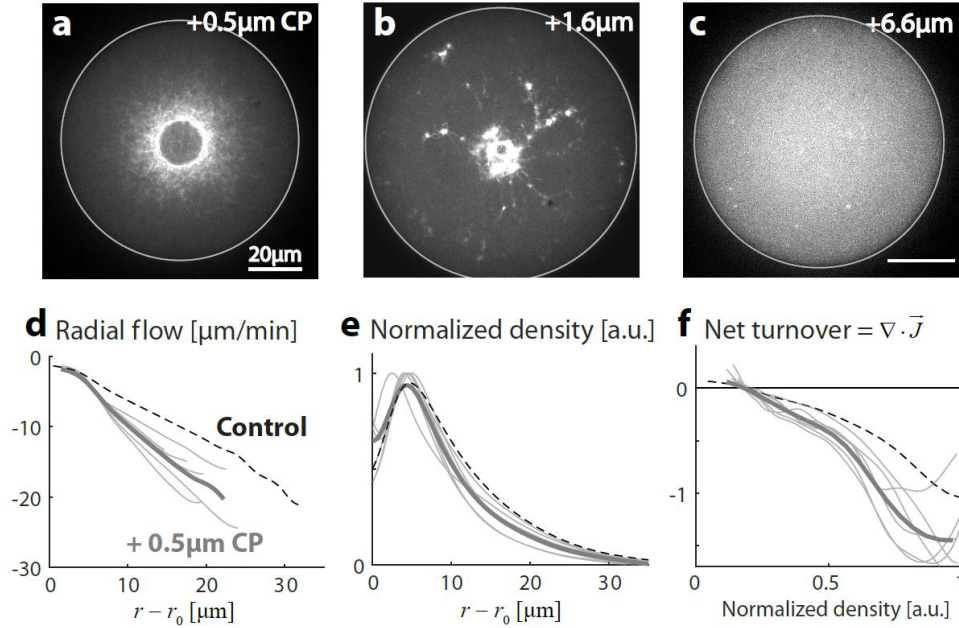 a +0.5µm CP
20µm
b +1.6µm
c +6.6µm
d Radial flow [µm/min]
0
-10
-20
-30
0 10 20 30
Control
+ 0.5µm CP
r − r₀ [µm]
e Normalized density [a.u.]
1
0
0 10 20 30
r − r₀ [µm]
f Net turnover = ∇ · J⃗
0
-1
0 0.5 1
Normalized density [a.u.]